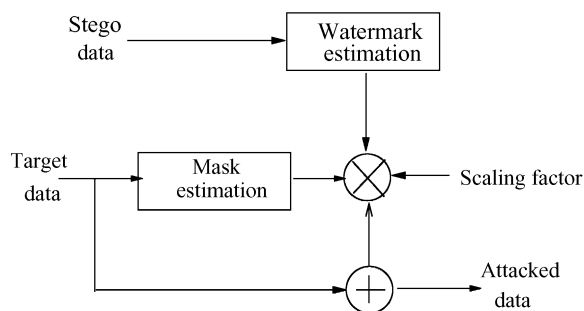 Stego
data
Watermark
estimation
Target
data
Mask
estimation
Scaling factor
Attacked
data